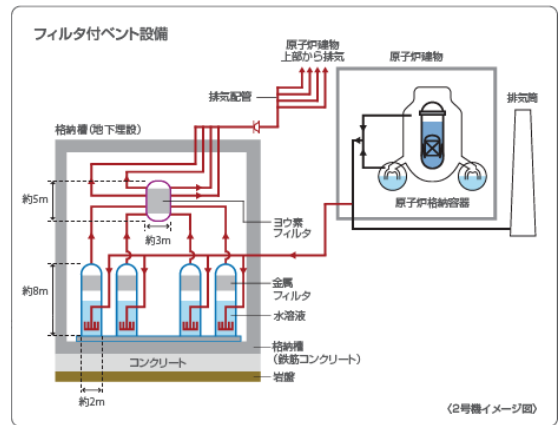 フィルタ付ベント設備
原子炉建物
上部から排気
原子炉建物
排気配管
排気筒
格納槽(地下埋設)
約5m
ヨウ素
フィルタ
約3m
原子炉格納容器
約8m
金属
フィルタ
水溶液
格納槽
(鉄筋コンクリート)
コンクリート
岩盤
約2m
〈2号機イメージ図〉